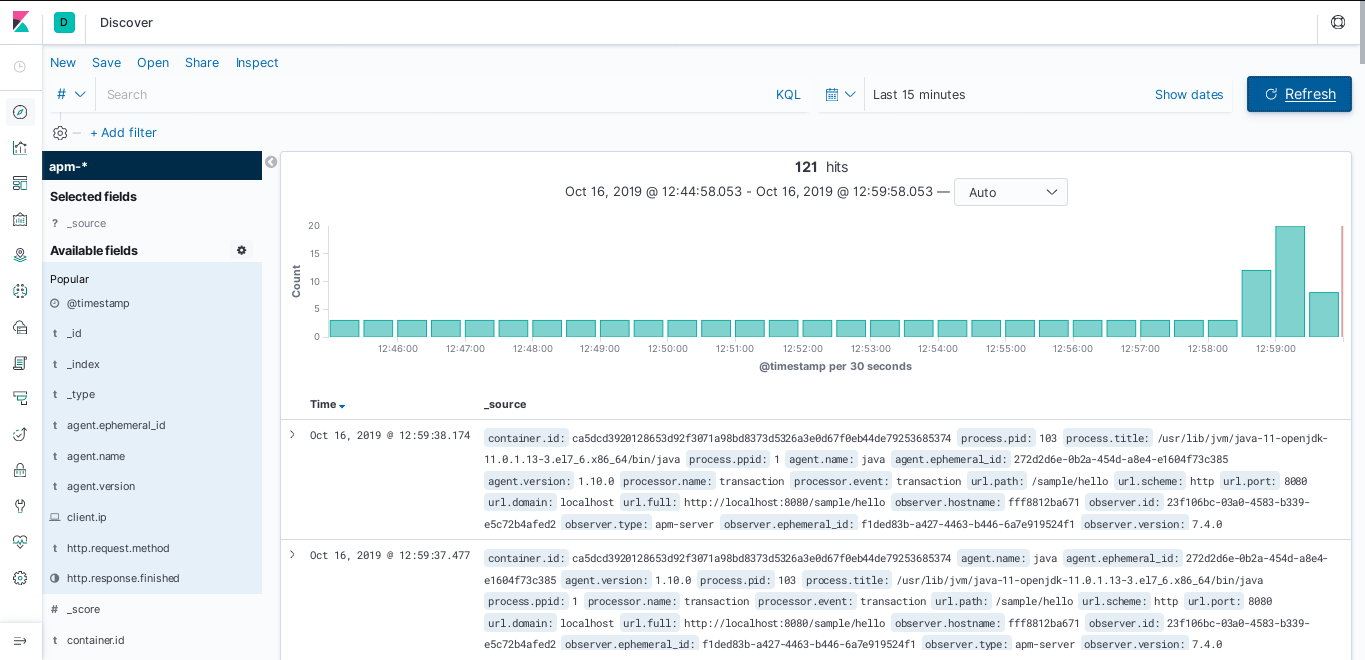 D Discover
New Save Open Share Inspect
# Search KQL Last 15 minutes Show dates Refresh
+ Add filter
apm-*
Selected fields
? _source
Available fields
Popular
@timestamp
t _id
t _index
t _type
t agent.ephemeral_id
t agent.name
t agent.version
client.ip
t http.request.method
http.response.finished
# _score
t container.id
121 hits
Oct 16, 2019 @ 12:44:58.053 - Oct 16, 2019 @ 12:59:58.053 — Auto
20
15
10
5
0
Count
12:46:00 12:47:00 12:48:00 12:49:00 12:50:00 12:51:00 12:52:00 12:53:00 12:54:00 12:55:00 12:56:00 12:57:00 12:58:00 12:59:00
@timestamp per 30 seconds
Time _source
Oct 16, 2019 @ 12:59:38.174 container.id: ca5dcd3920128653d92f3071a98bd8373d5326a3e0d67f0eb44de79253685374 process.pid: 103 process.title: /usr/lib/jvm/java-11-openjdk-
11.0.1.13-3.el7_6.x86_64/bin/java process.ppid: 1 agent.name: java agent.ephemeral_id: 272d2d6e-0b2a-454d-a8e4-e1604f73c385
agent.version: 1.10.0 processor.name: transaction processor.event: transaction url.path: /sample/hello url.scheme: http url.port: 8080
url.domain: localhost url.full: http://localhost:8080/sample/hello observer.hostname: fff8812ba671 observer.id: 23f106bc-03a0-4583-b339-
e5c72b4afed2 observer.type: apm-server observer.ephemeral_id: f1ded83b-a427-4463-b446-6a7e919524f1 observer.version: 7.4.0
Oct 16, 2019 @ 12:59:37.477 container.id: ca5dcd3920128653d92f3071a98bd8373d5326a3e0d67f0eb44de79253685374 agent.name: java agent.ephemeral_id: 272d2d6e-0b2a-454d-a8e4-
e1604f73c385 agent.version: 1.10.0 process.pid: 103 process.title: /usr/lib/jvm/java-11-openjdk-11.0.1.13-3.el7_6.x86_64/bin/java
process.ppid: 1 processor.name: transaction processor.event: transaction url.path: /sample/hello url.scheme: http url.port: 8080
url.domain: localhost url.full: http://localhost:8080/sample/hello observer.hostname: fff8812ba671 observer.id: 23f106bc-03a0-4583-b339-
e5c72b4afed2 observer.ephemeral_id: f1ded83b-a427-4463-b446-6a7e919524f1 observer.type: apm-server observer.version: 7.4.0